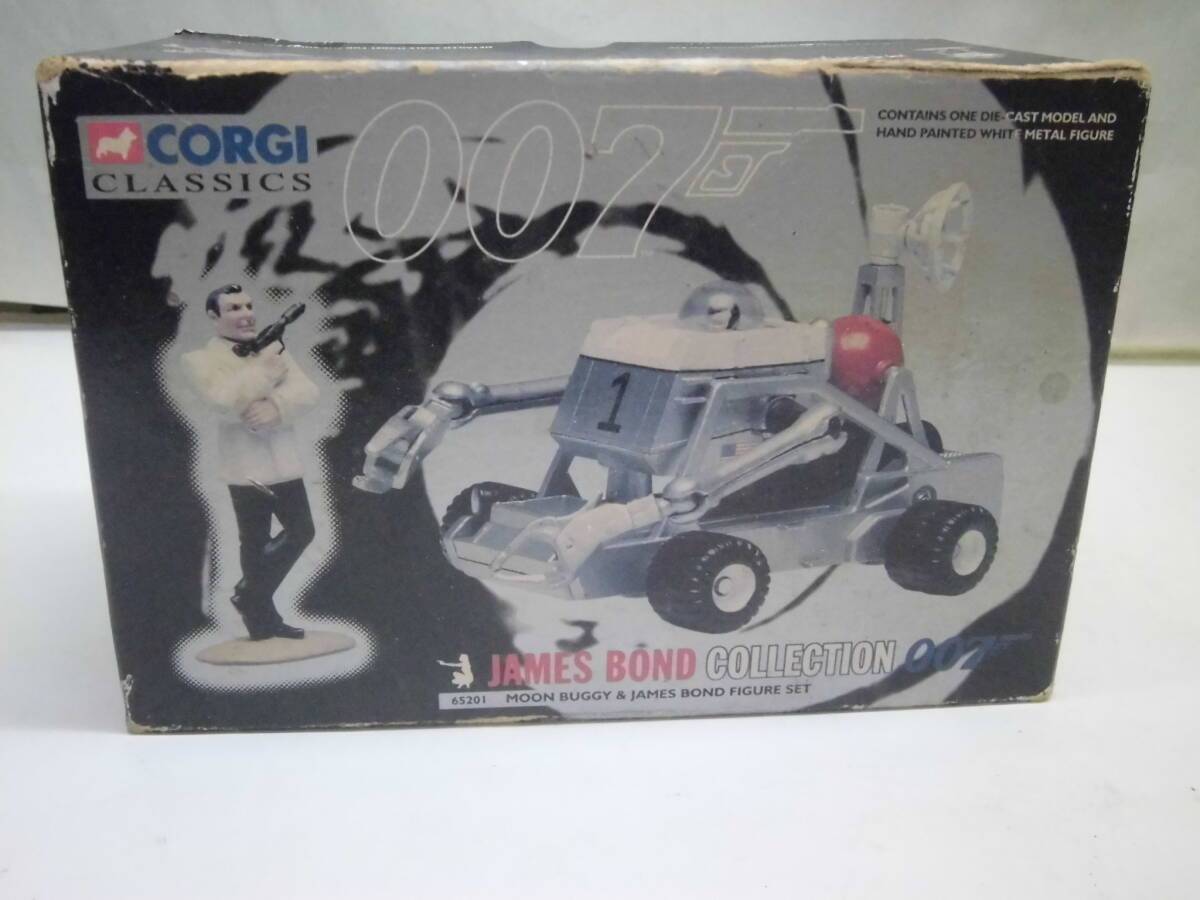 CORGI
CLASSICS
007
CONTAINS ONE DIE-CAST MODEL AND
HAND PAINTED WHITE METAL FIGURE
1
JAMES BOND COLLECTION 007
65201 MOON BUGGY & JAMES BOND FIGURE SET